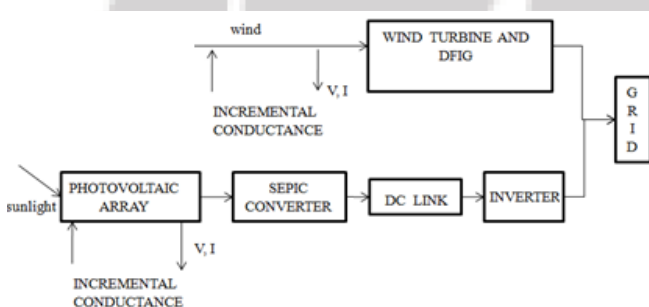 wind
WIND TURBINE AND
DFIG
V, I
INCREMENTAL
CONDUCTANCE
G
R
I
D
sunlight
PHOTOVOLTAIC
ARRAY
SEPIC
CONVERTER
DC LINK
INVERTER
V, I
INCREMENTAL
CONDUCTANCE